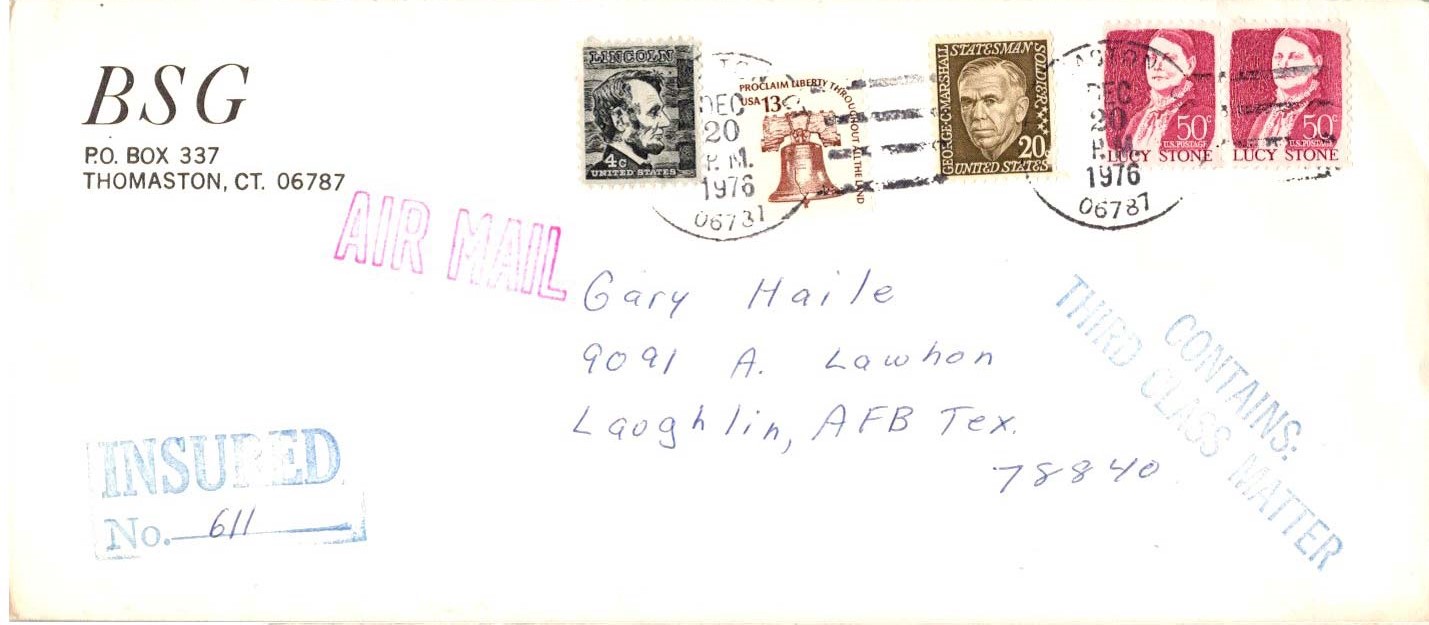 BSG
P.O. BOX 337
THOMASTON, CT. 06787
LINCOLN
4c
UNITED STATES
DEC
20
P.M.
1976
06787
PROCLAIM LIBERTY THROUGHOUT ALL THE LAND
USA 13c
GEORGE C. MARSHALL STATESMAN SOLDIER
20c
UNITED STATES
DEC
20
P.M.
1976
06787
50c
U.S. POSTAGE
LUCY STONE
50c
U.S. POSTAGE
LUCY STONE
AIR MAIL
Gary Haile
9091 A. Lawhon
Laughlin, AFB Tex.
78840
CONTAINS:
THIRD CLASS MATTER
INSURED
No. 611